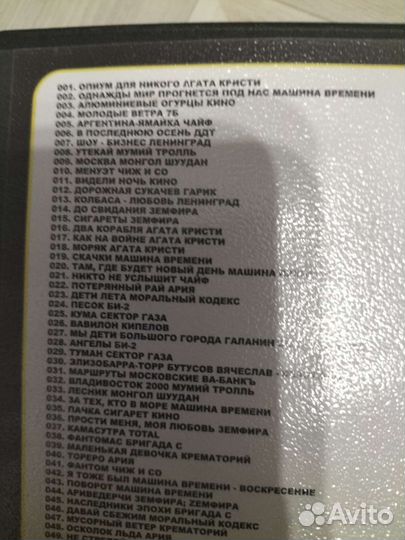 001. ОПИУМ ДЛЯ НИКОГО АГАТА КРИСТИ
002. ОДНАЖДЫ МИР ПРОГНЕТСЯ ПОД НАС МАШИНА ВРЕМЕНИ
003. АЛЮМИНИЕВЫЕ ОГУРЦЫ КИНО
004. МОЛОДЫЕ ВЕТРА 7Б
005. АРГЕНТИНА-ЯМАЙКА ЧАЙФ
006. В ПОСЛЕДНЮЮ ОСЕНЬ ДДТ
007. ШОУ - БИЗНЕС ЛЕНИНГРАД
008. УТЕКАЙ МУМИЙ ТРОЛЛЬ
009. МОСКВА МОНГОЛ ШУУДАН
010. МЕНУЭТ ЧИЖ И СО
011. ВИДЕЛИ НОЧЬ КИНО
012. ДОРОЖНАЯ СУКАЧЕВ ГАРИК
013. КОЛБАСА - ЛЮБОВЬ ЛЕНИНГРАД
014. ДО СВИДАНИЯ ЗЕМФИРА
015. СИГАРЕТЫ ЗЕМФИРА
016. ДВА КОРАБЛЯ АГАТА КРИСТИ
017. КАК НА ВОЙНЕ АГАТА КРИСТИ
018. МОРЯК АГАТА КРИСТИ
019. СКАЧКИ МАШИНА ВРЕМЕНИ
020. ТАМ, ГДЕ БУДЕТ НОВЫЙ ДЕНЬ МАШИНА
021. НИКТО НЕ УСЛЫШИТ ЧАЙФ
022. ПОТЕРЯННЫЙ РАЙ АРИЯ
023. ДЕТИ ЛЕТА МОРАЛЬНЫЙ КОДЕКС
024. ПЕСОК БИ-2
025. КУМА СЕКТОР ГАЗА
026. ВАВИЛОН КИПЕЛОВ
027. МЫ ДЕТИ БОЛЬШОГО ГОРОДА ГАЛАНИН
028. АНГЕЛЫ БИ-2
029. ТУМАН СЕКТОР ГАЗА
030. ЭЛИЗОБАРРА-ТОРР БУТУСОВ ВЯЧЕСЛАВ -
031. МАРШРУТЫ МОСКОВСКИЕ ВА-БАНКЪ
032. ВЛАДИВОСТОК 2000 МУМИЙ ТРОЛЛЬ
033. ЛЕСНИК МОНГОЛ ШУУДАН
034. ЗА ТЕХ, КТО В МОРЕ МАШИНА ВРЕМЕНИ
035. ПАЧКА СИГАРЕТ КИНО
036. ПРОСТИ МЕНЯ, МОЯ ЛЮБОВЬ ЗЕМФИРА
037. КАМАСУТРА TOTAL
038. ФАНТОМАС БРИГАДА С
039. МАЛЕНЬКАЯ ДЕВОЧКА КРЕМАТОРИЙ
040. ТОРЕРО АРИЯ
041. ФАНТОМ ЧИЖ И СО
042. Я ТОЖЕ БЫЛ МАШИНА ВРЕМЕНИ - ВОСКРЕСЕНИЕ
043. ПОВОРОТ МАШИНА ВРЕМЕНИ
044. АРИВЕДЕРЧИ ЗЕМФИРА; ZЕМФИРА
045. НАСЛЕДНИКИ ЭПОХИ БРИГАДА С
046. ДАВАЙ СБЕЖИМ МОРАЛЬНЫЙ КОДЕКС
047. МУСОРНЫЙ ВЕТЕР КРЕМАТОРИЙ
048. ОСКОЛОК ЛЬДА АРИЯ
049. НЕ
Avito